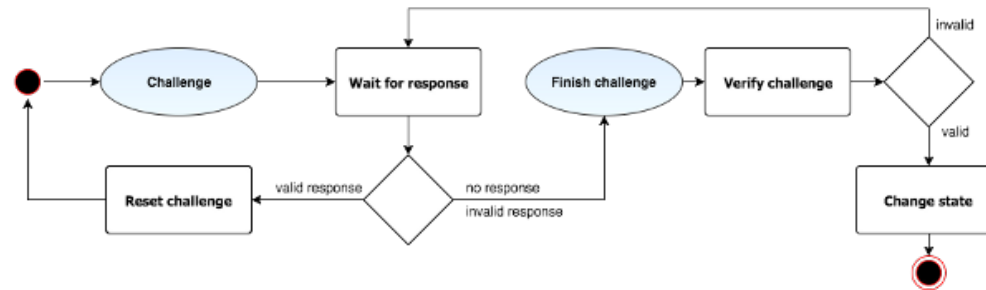 invalid
Challenge
Wait for response
Finish challenge
Verify challenge
valid
valid response
no response
invalid response
Reset challenge
Change state